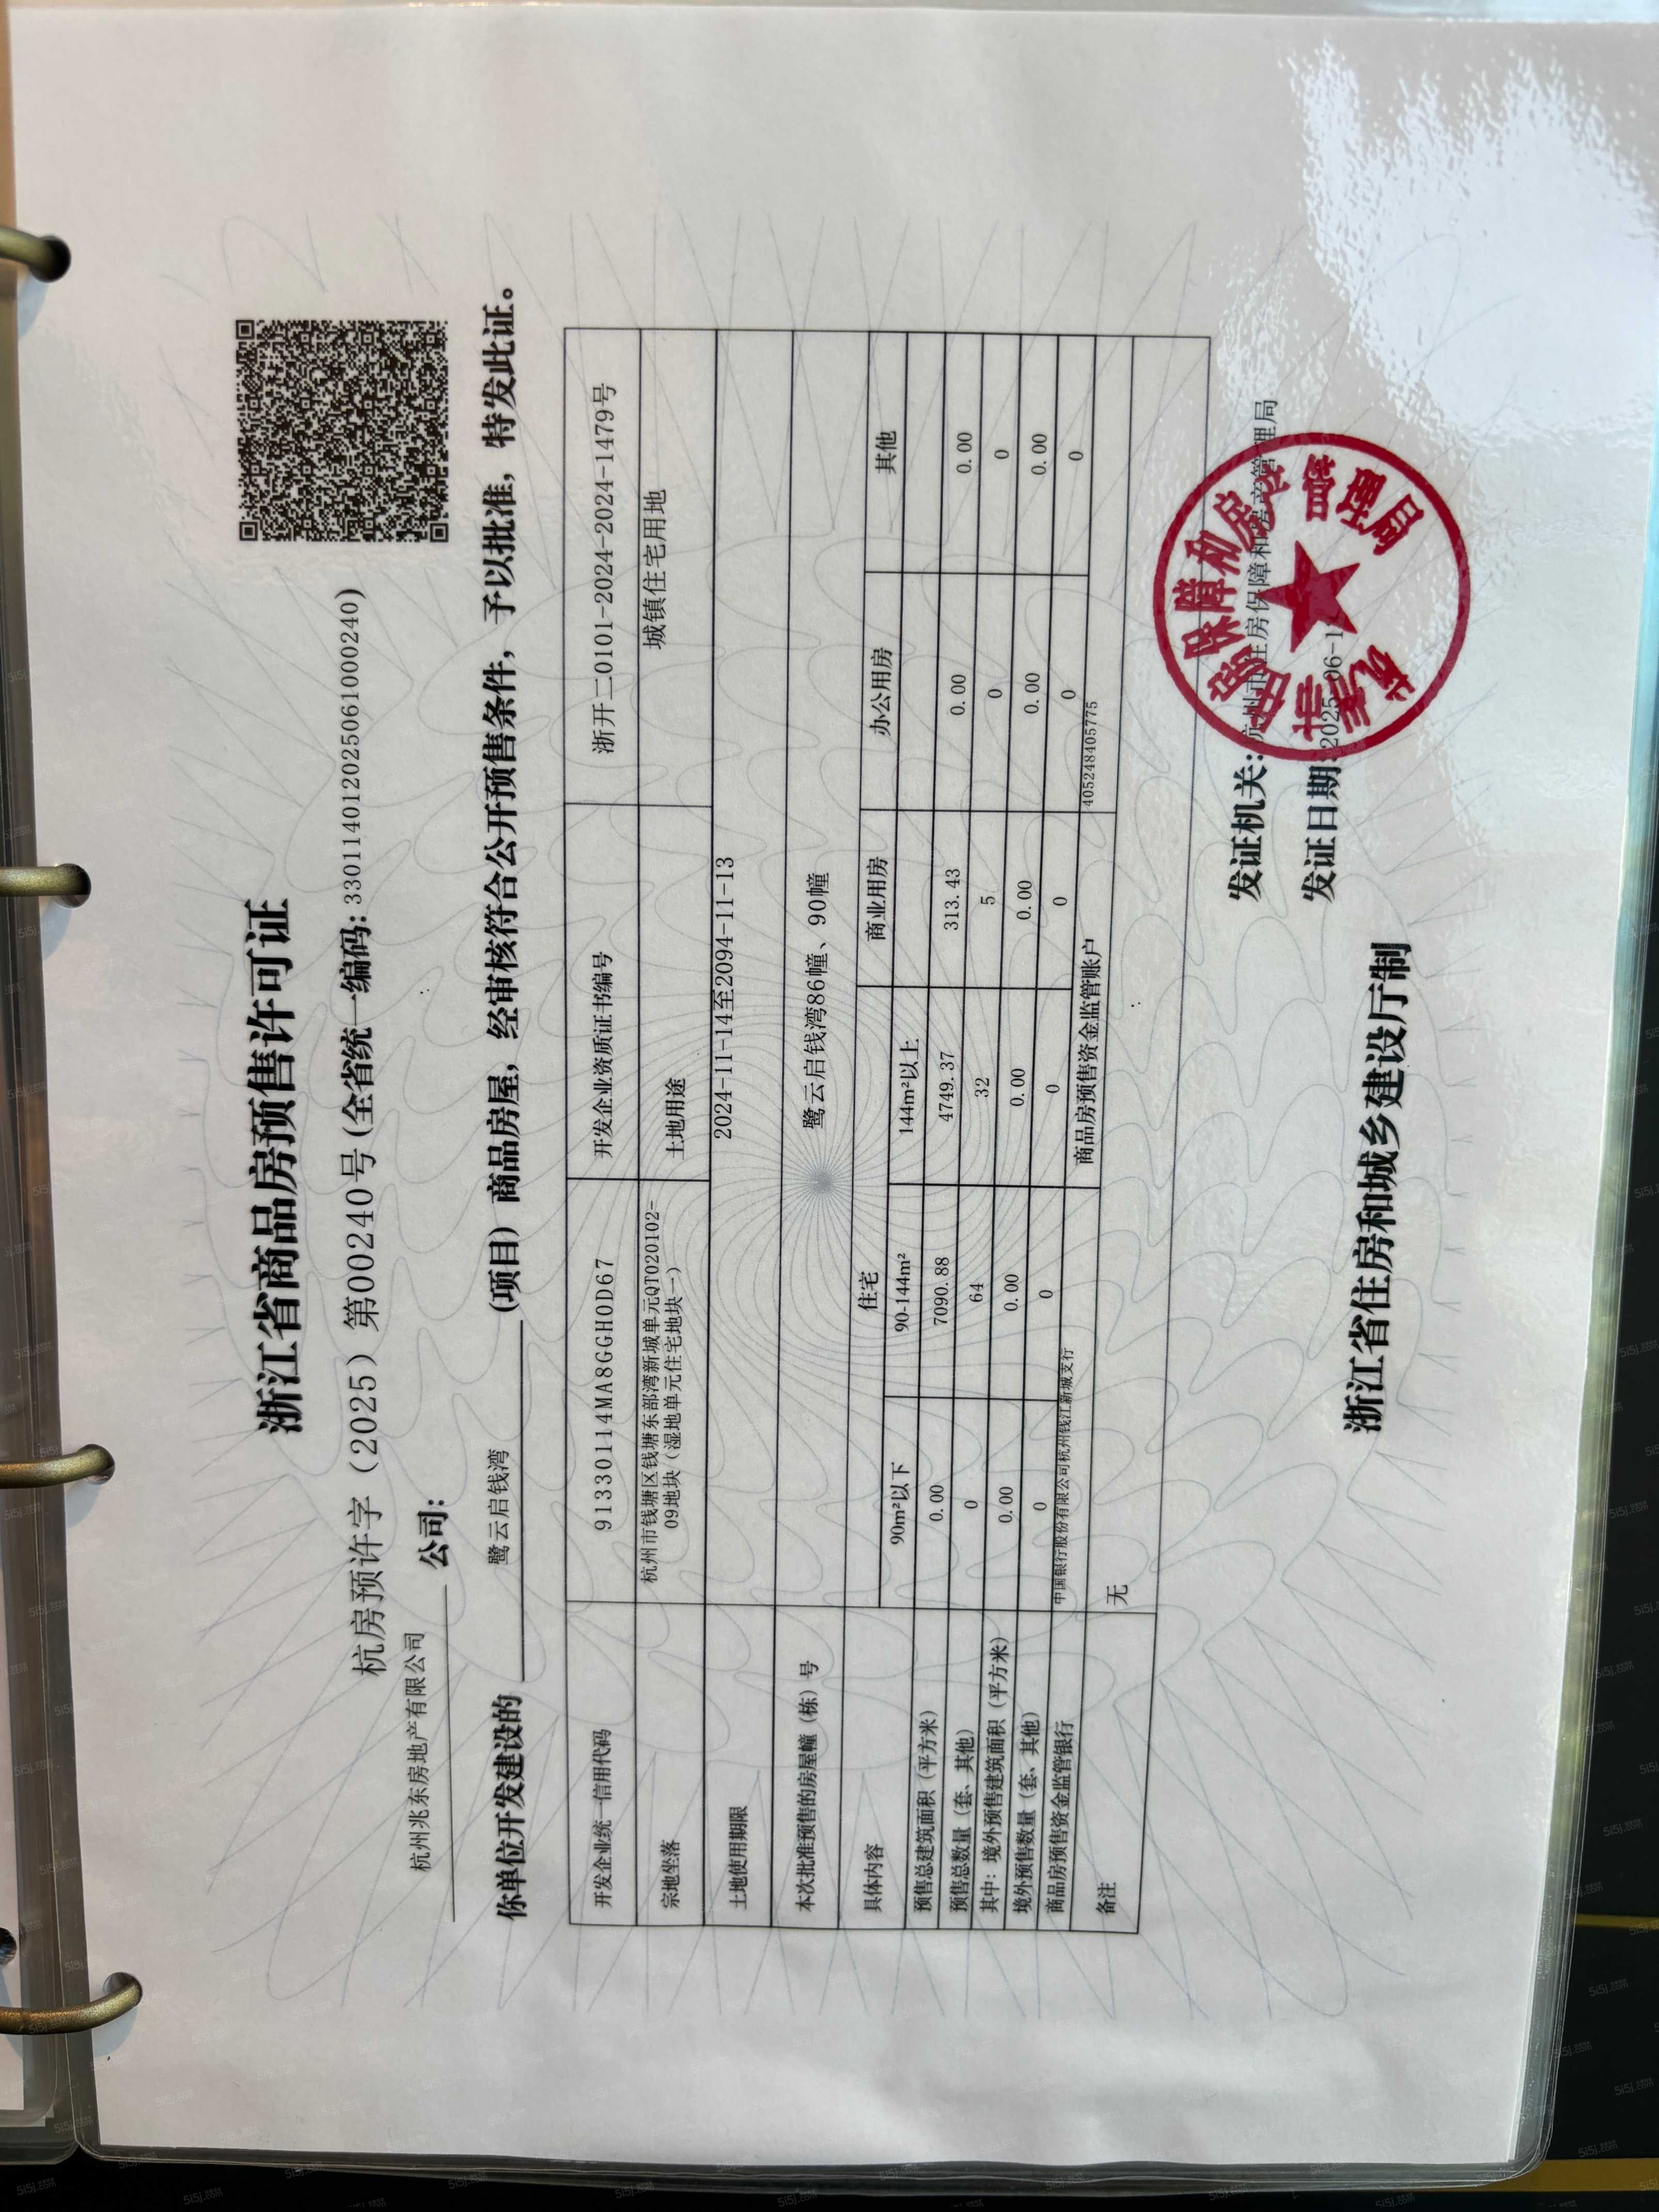 浙江省商品房预售许可证
杭房预许字（2025）第00240号(全省统一编码:330114012025061000240)
杭州兆东房地产有限公司 公司:
你单位开发建设的 鹭云启钱湾 (项目）商品房屋，经审核符合公开预售条件，予以批准，特发此证。
开发企业统一信用代码 91330114MA8GGH0D67 开发企业资质证书编号 浙开二0101-2024-2024-1479号
宗地坐落 杭州市钱塘区钱塘东部湾新城单元QT020102-
09地块（湿地单元住宅地块一） 土地用途 城镇住宅用地
土地使用期限 2024-11-14至2094-11-13
本次批准预售的房屋幢（栋）号 鹭云启钱湾86幢、90幢
具体内容 住宅 商业用房 办公用房 其他
90m²以下 90-144m² 144m²以上
预售总建筑面积（平方米） 0.00 7090.88 4749.37 313.43 0.00 0.00
预售总数量（套、其他） 0 64 32 5 0 0
其中：境外预售建筑面积（平方米） 0.00 0.00 0.00 0.00 0.00 0.00
境外预售数量（套、其他） 0 0 0 0 0 0
商品房预售资金监管银行 中国银行股份有限公司杭州钱江新城支行 商品房预售资金监管账户 405248405775
备注 无
发证机关:杭州市住房保障和房产管理局
发证日期:2025-06-1
浙江省住房和城乡建设厅制